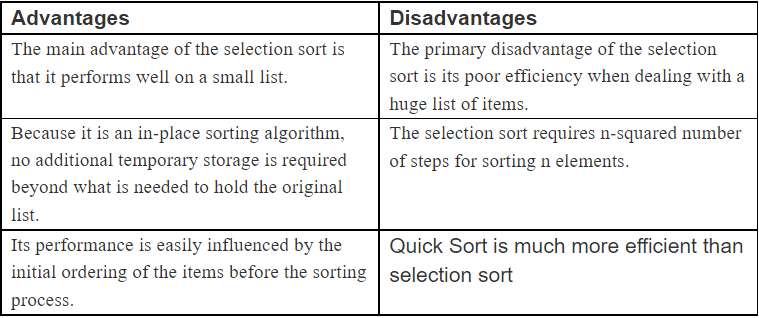 Advantages
Disadvantages
The main advantage of the selection sort is
that it performs well on a small list.
The primary disadvantage of the selection
sort is its poor efficiency when dealing with a
huge list of items.
Because it is an in-place sorting algorithm,
no additional temporary storage is required
beyond what is needed to hold the original
list.
The selection sort requires n-squared number
of steps for sorting n elements.
Its performance is easily influenced by the
initial ordering of the items before the sorting
process.
Quick Sort is much more efficient than
selection sort